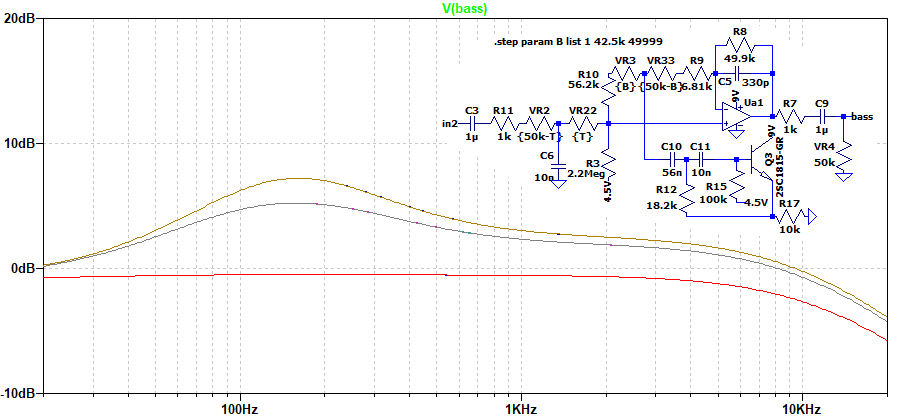 V(bass)
20dB
10dB
0dB
-10dB
100Hz
1KHz
10KHz
.step param B list 1 42.5k 49999
R8
49.9k
VR3
VR33
R9
C5
330p
R10
56.2k
{B}
{50k-B}
6.81k
9V
Ua1
C3
R11
VR2
VR22
R7
C9
in2
bass
1µ
1k
{50k-T}
{T}
1k
1µ
9V
C6
10n
R3
2.2Meg
4.5V
C10
C11
56n
10n
Q3
2SC1815-GR
VR4
50k
R12
18.2k
R15
100k
4.5V
R17
10k